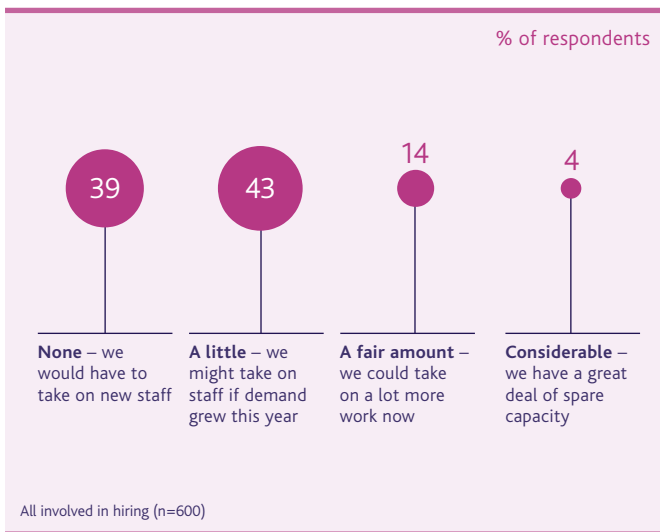 % of respondents
39
43
14
4
None – we
would have to
take on new staff
A little – we
might take on
staff if demand
grew this year
A fair amount –
we could take
on a lot more
work now
Considerable –
we have a great
deal of spare
capacity
All involved in hiring (n=600)